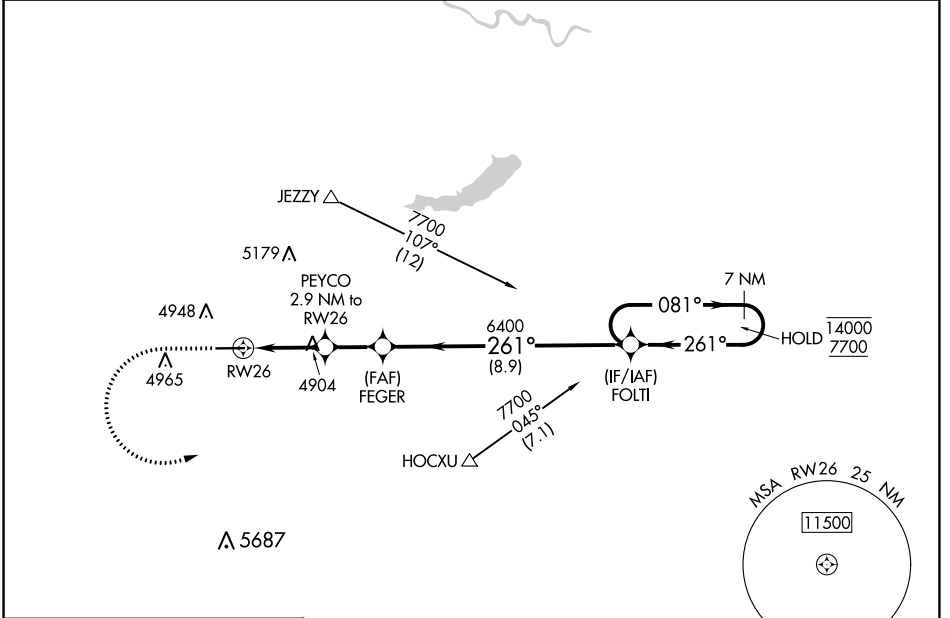 JEZZY
7700
107°
(12)
5179
PEYCO
2.9 NM to
RW26
7 NM
4948
081°
6400
261°
(8.9)
261°
HOLD
14000
7700
4965
RW26
4904
(FAF)
FEGER
(IF/IAF)
FOLTI
7700
045°
(7.1)
HOCXU
5687
MSA RW26 25 NM
11500